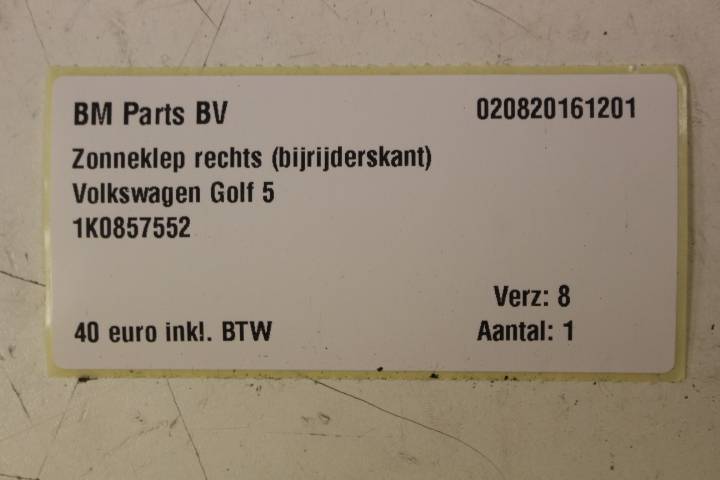 BM Parts BV 020820161201
Zonneklep rechts (bijrijderskant)
Volkswagen Golf 5
1K0857552
Verz: 8
40 euro inkl. BTW Aantal: 1